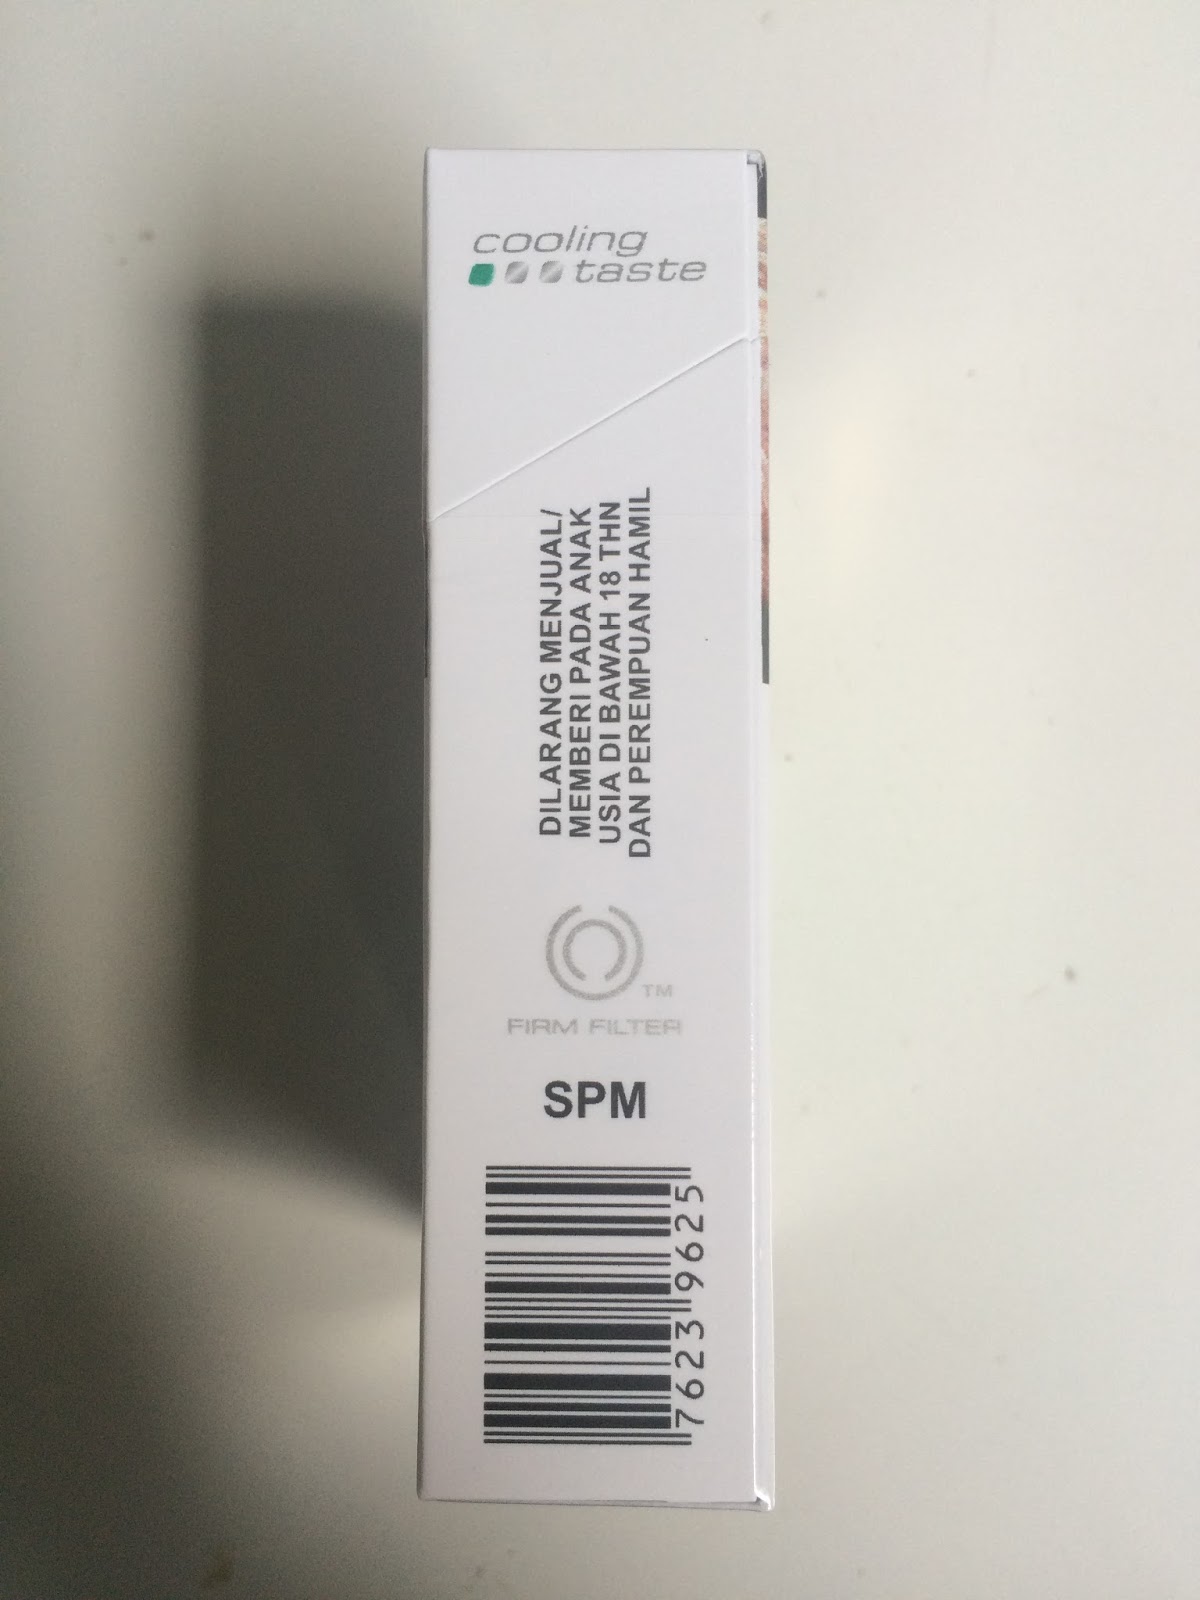 cooling
taste
DILARANG MENJUAL/
MEMBERI PADA ANAK
USIA DI BAWAH 18 THN
DAN PEREMPUAN HAMIL
TM
FIRM FILTER
SPM
7623 9625